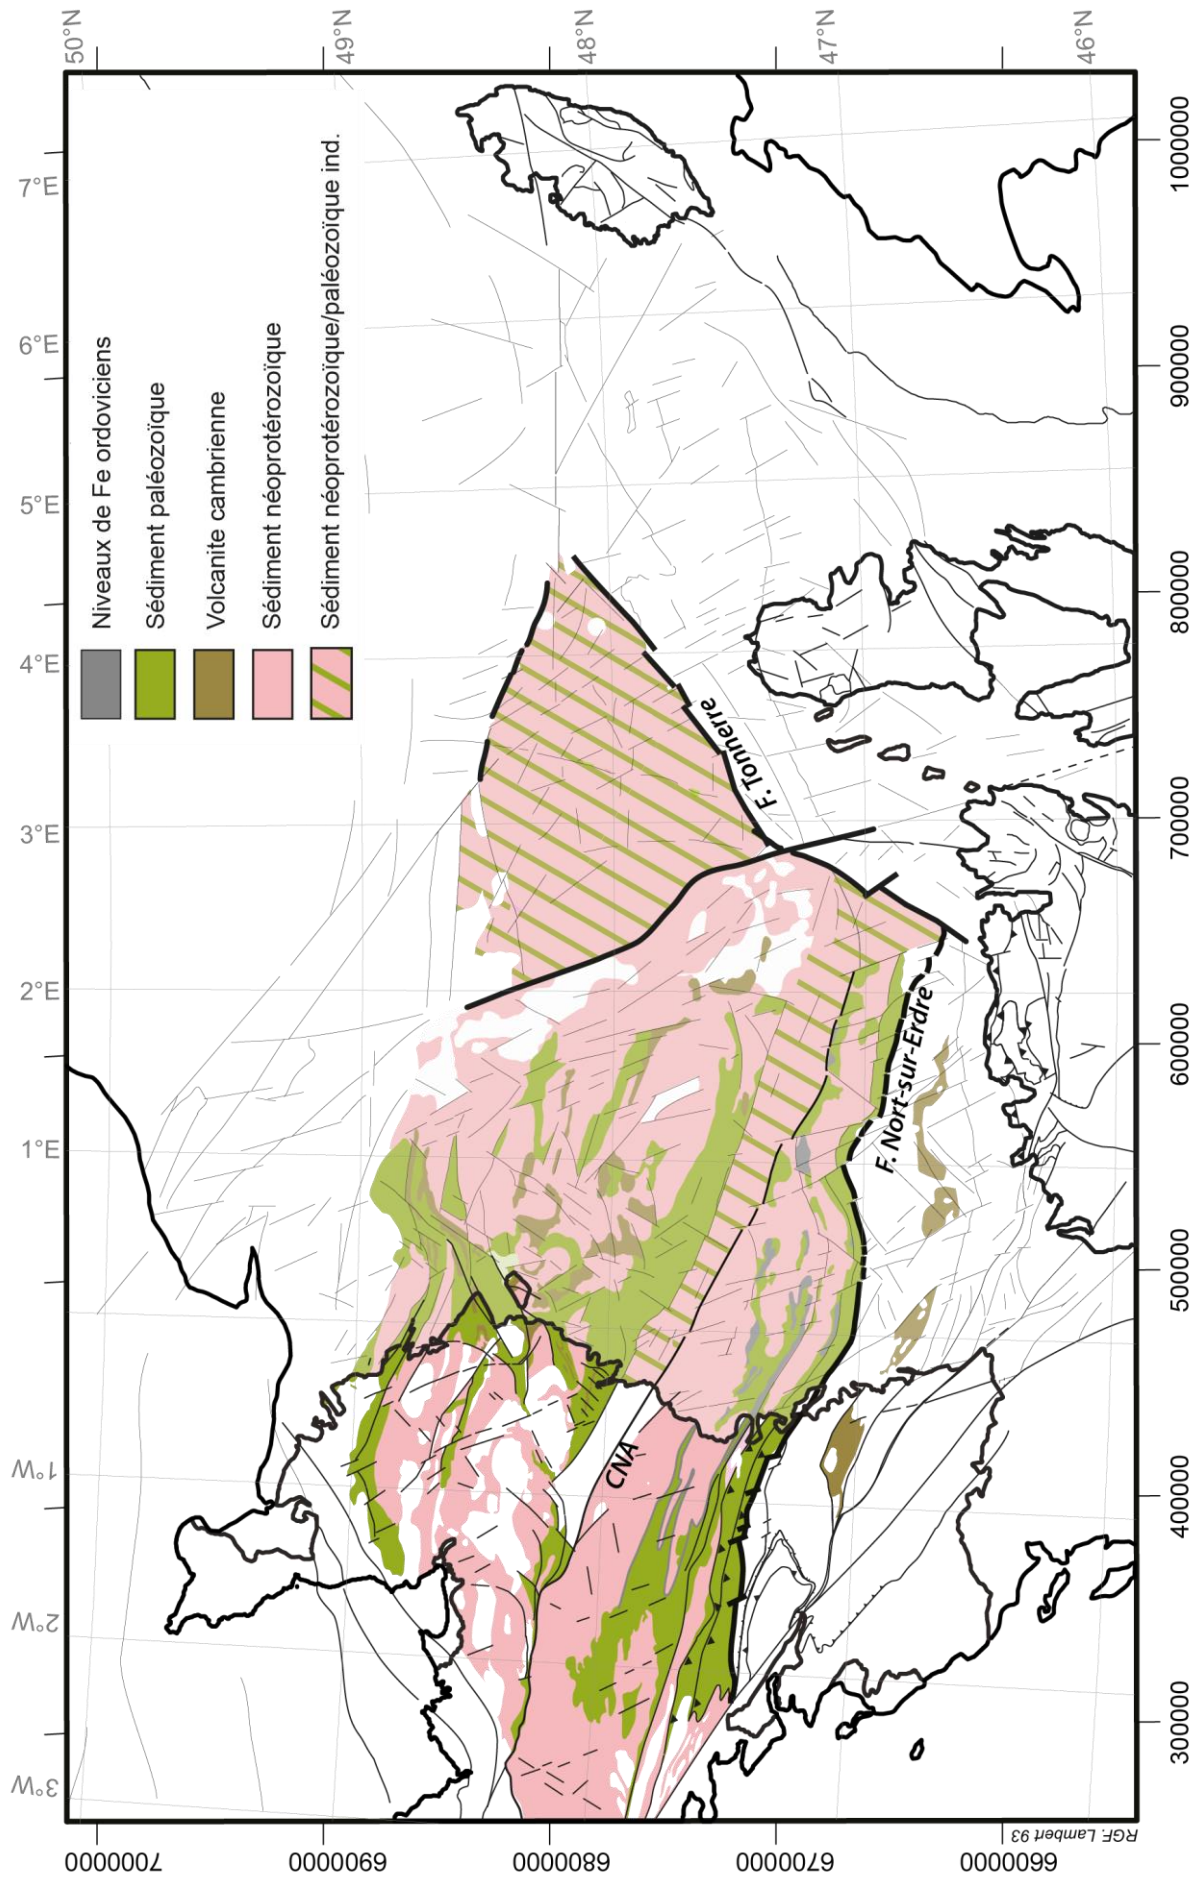 3°W
2°W
1°W
1°E
2°E
3°E
4°E
5°E
6°E
7°E
50°N
49°N
48°N
47°N
46°N
7000000
6900000
6800000
6700000
6600000
Niveaux de Fe ordoviciens
Sédiment paléozoïque
Volcanite cambrienne
Sédiment néoprotérozoïque
Sédiment néoprotérozoïque/paléozoïque ind.
CNA
F. Tonnerre
F. Nort-sur-Erdre
RGF. Lambert 93
300000
400000
500000
600000
700000
800000
900000
1000000